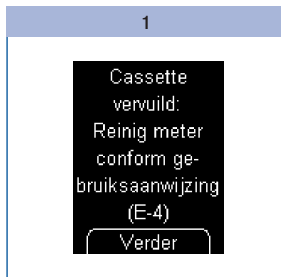 1
Cassette
vervuild:
Reinig meter
conform ge-
bruiksaanwijzing
(E-4)
Verder